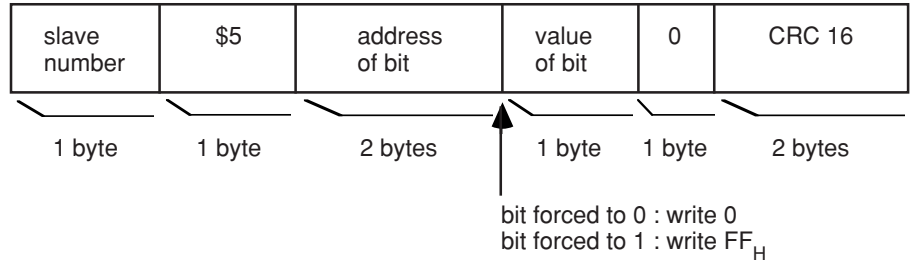 slave number
$5
address of bit
value of bit
0
CRC 16
1 byte
1 byte
2 bytes
1 byte
1 byte
2 bytes
bit forced to 0 : write 0
bit forced to 1 : write FFH